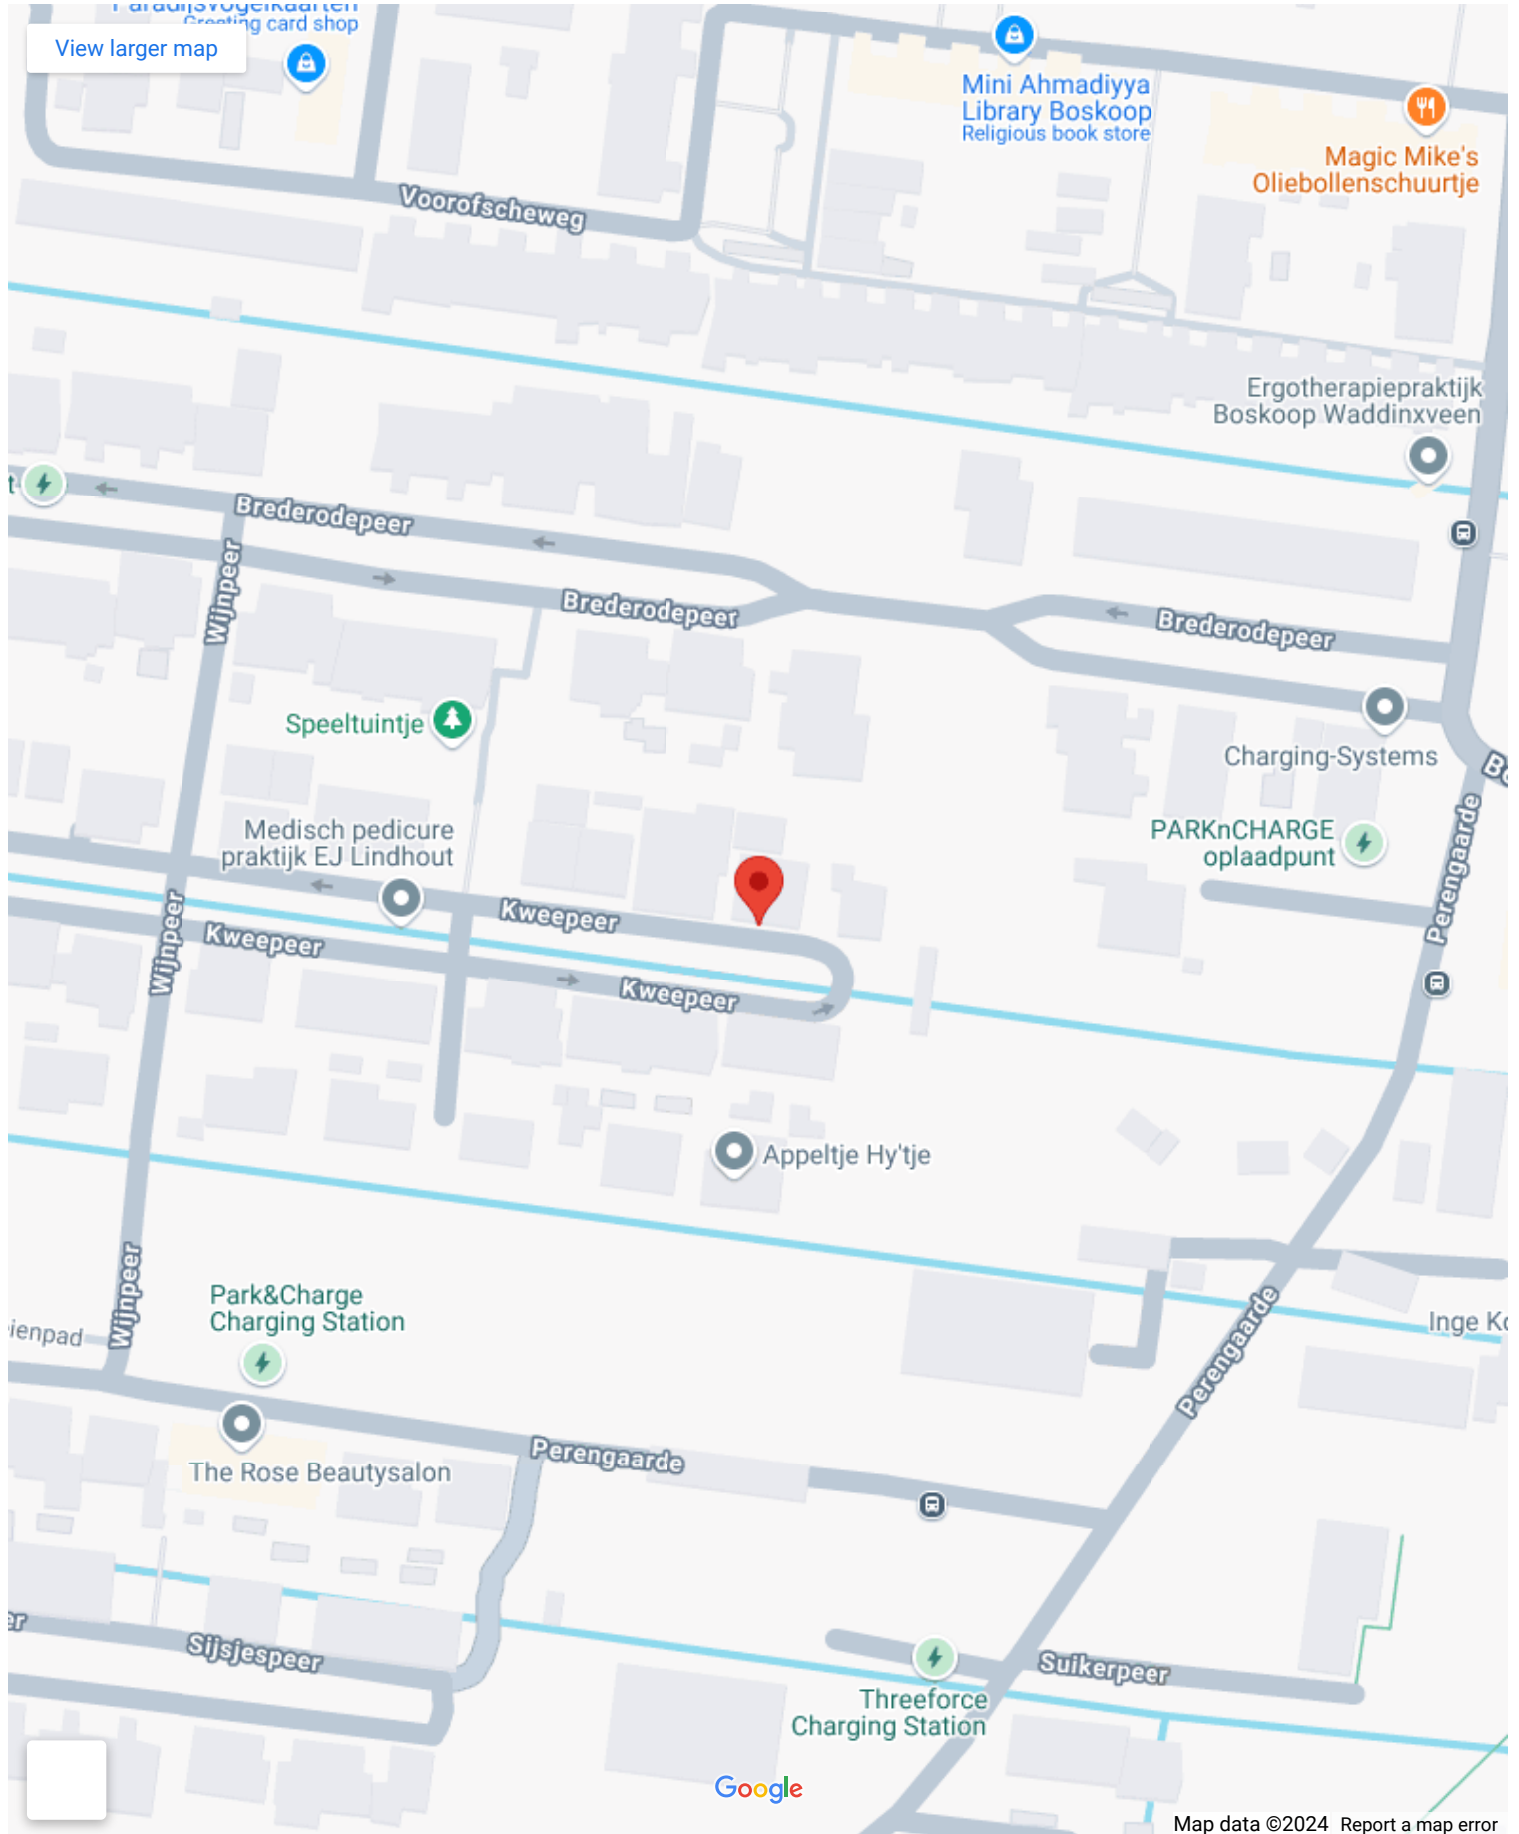 Paradijsvogelkaarten
Greeting card shop
View larger map
Mini Ahmadiyya
Library Boskoop
Religious book store
Magic Mike's
Oliebollenschuurtje
Voorofscheweg
Ergotherapiepraktijk
Boskoop Waddinxveen
Brederodepeer
Wijnpeer
Brederodepeer
Brederodepeer
Speeltuintje
Charging-Systems
Medisch pedicure
praktijk EJ Lindhout
PARKnCHARGE
oplaadpunt
Perengaarde
Kweepeer
Wijnpeer
Kweepeer
Kweepeer
Appeltje Hy'tje
Wijnpeer
Park&Charge
Charging Station
Perengaarde
Inge
The Rose Beautysalon
Perengaarde
Sijsjespeer
Suikerpeer
Threeforce
Charging Station
Google
Map data ©2024 Report a map error